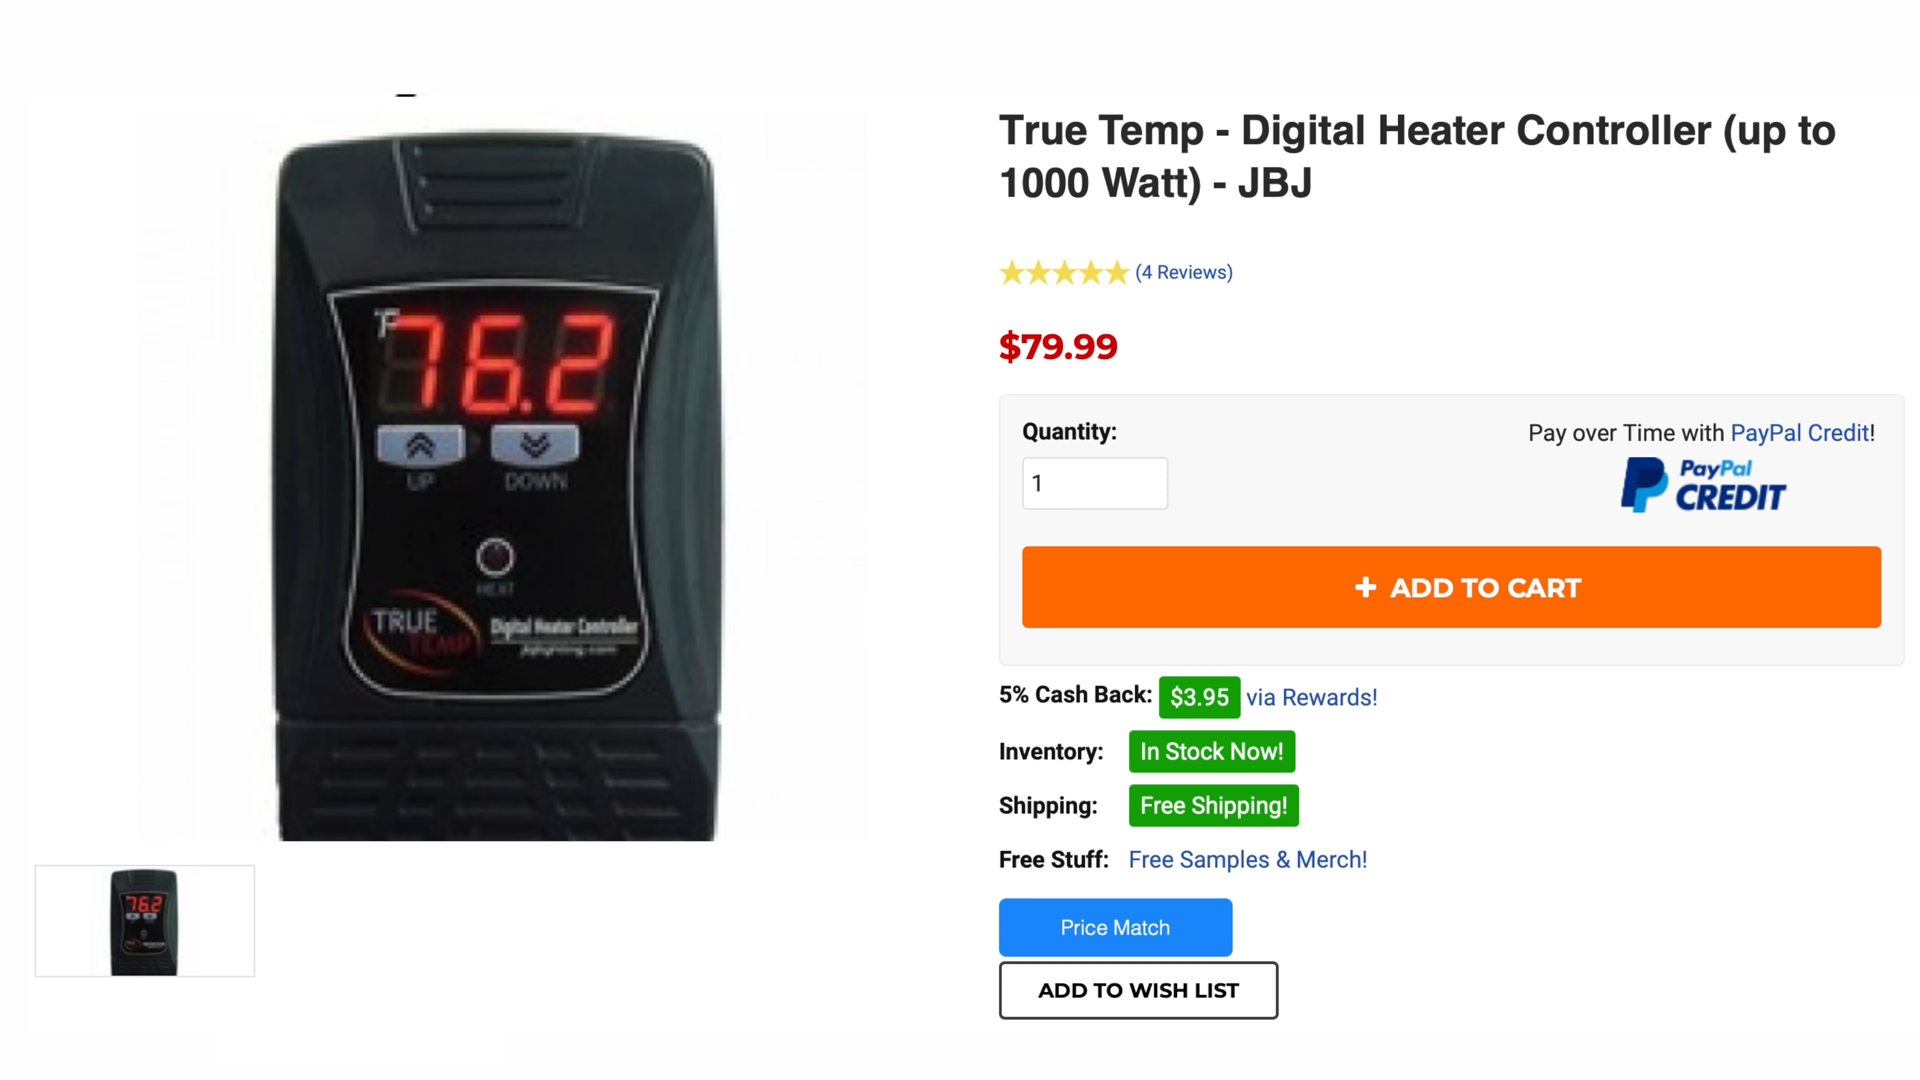 True Temp - Digital Heater Controller (up to
1000 Watt) - JBJ
(4 Reviews)
$79.99
Quantity:
1
Pay over Time with PayPal Credit!
PayPal
CREDIT
+ ADD TO CART
5% Cash Back: $3.95 via Rewards!
Inventory: In Stock Now!
Shipping: Free Shipping!
Free Stuff: Free Samples & Merch!
Price Match
ADD TO WISH LIST
76.2
UP DOWN
HEAT
TRUE
TEMP
Digital Heater Controller
76.2